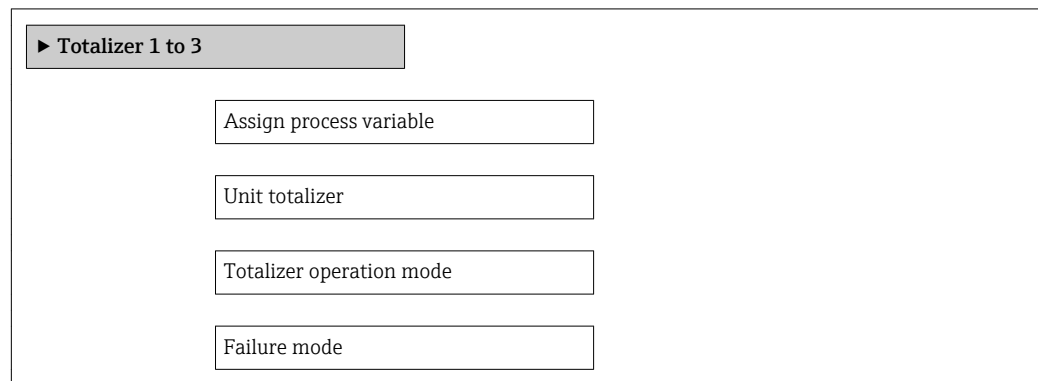 ▶ Totalizer 1 to 3
Assign process variable
Unit totalizer
Totalizer operation mode
Failure mode